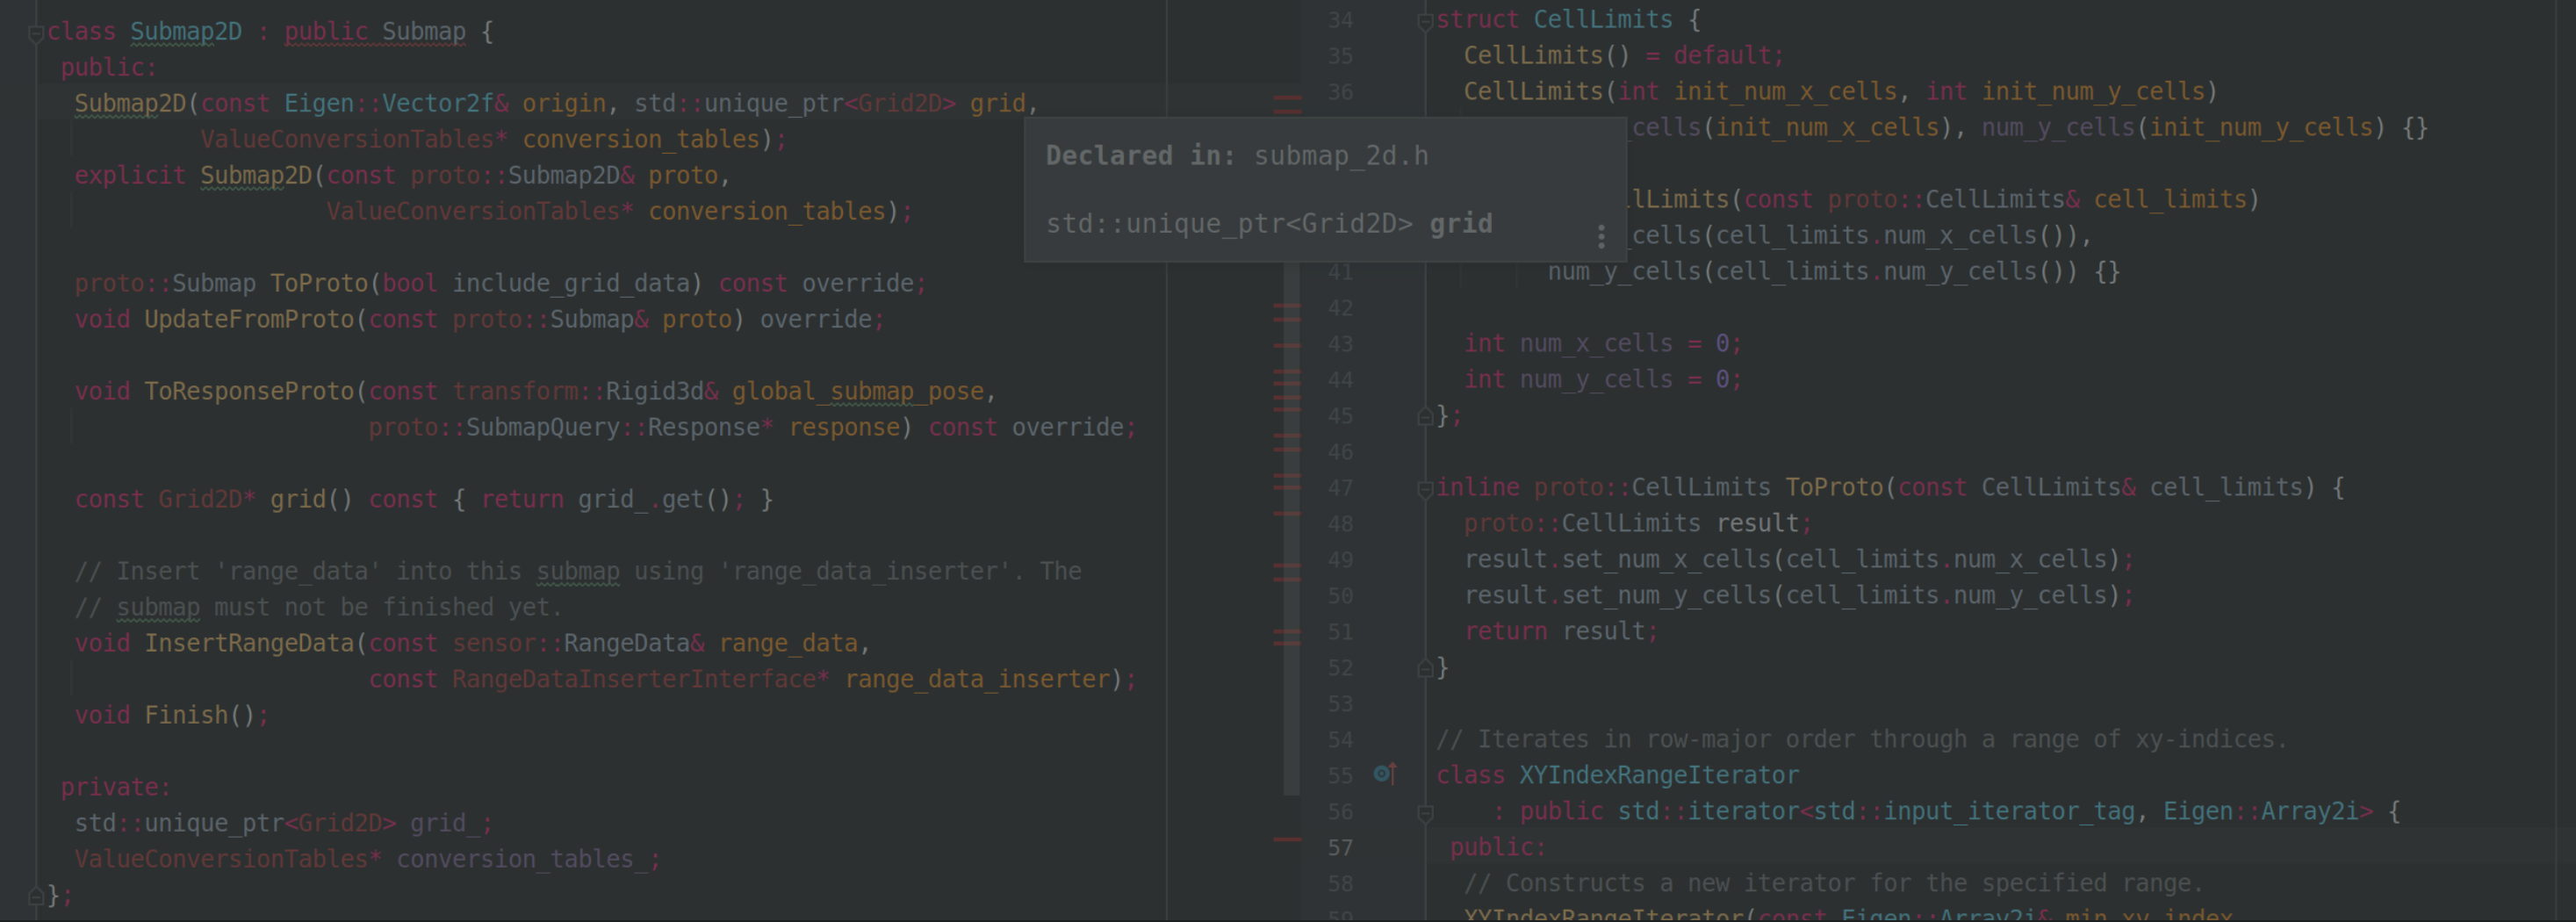 class Submap2D : public Submap {
public:
Submap2D(const Eigen::Vector2f& origin, std::unique_ptr<Grid2D> grid,
ValueConversionTables* conversion_tables);
explicit Submap2D(const proto::Submap2D& proto,
ValueConversionTables* conversion_tables);
proto::Submap ToProto(bool include_grid_data) const override;
void UpdateFromProto(const proto::Submap& proto) override;
void ToResponseProto(const transform::Rigid3d& global_submap_pose,
proto::SubmapQuery::Response* response) const override;
const Grid2D* grid() const { return grid_.get(); }
// Insert 'range_data' into this submap using 'range_data_inserter'. The
// submap must not be finished yet.
void InsertRangeData(const sensor::RangeData& range_data,
const RangeDataInserterInterface* range_data_inserter);
void Finish();
private:
std::unique_ptr<Grid2D> grid_;
ValueConversionTables* conversion_tables_;
};
Declared in: submap_2d.h
std::unique_ptr<Grid2D> grid
34 struct CellLimits {
35 CellLimits() = default;
36 CellLimits(int init_num_x_cells, int init_num_y_cells)
_cells(init_num_x_cells), num_y_cells(init_num_y_cells) {}
lLimits(const proto::CellLimits& cell_limits)
_cells(cell_limits.num_x_cells()),
41 num_y_cells(cell_limits.num_y_cells()) {}
42
43 int num_x_cells = 0;
44 int num_y_cells = 0;
45 };
46
47 inline proto::CellLimits ToProto(const CellLimits& cell_limits) {
48 proto::CellLimits result;
49 result.set_num_x_cells(cell_limits.num_x_cells);
50 result.set_num_y_cells(cell_limits.num_y_cells);
51 return result;
52 }
53
54 // Iterates in row-major order through a range of xy-indices.
55 class XYIndexRangeIterator
56 : public std::iterator<std::input_iterator_tag, Eigen::Array2i> {
57 public:
58 // Constructs a new iterator for the specified range.
59 XYIndexRangeIterator(const Eigen::Array2i& min_xy_index,